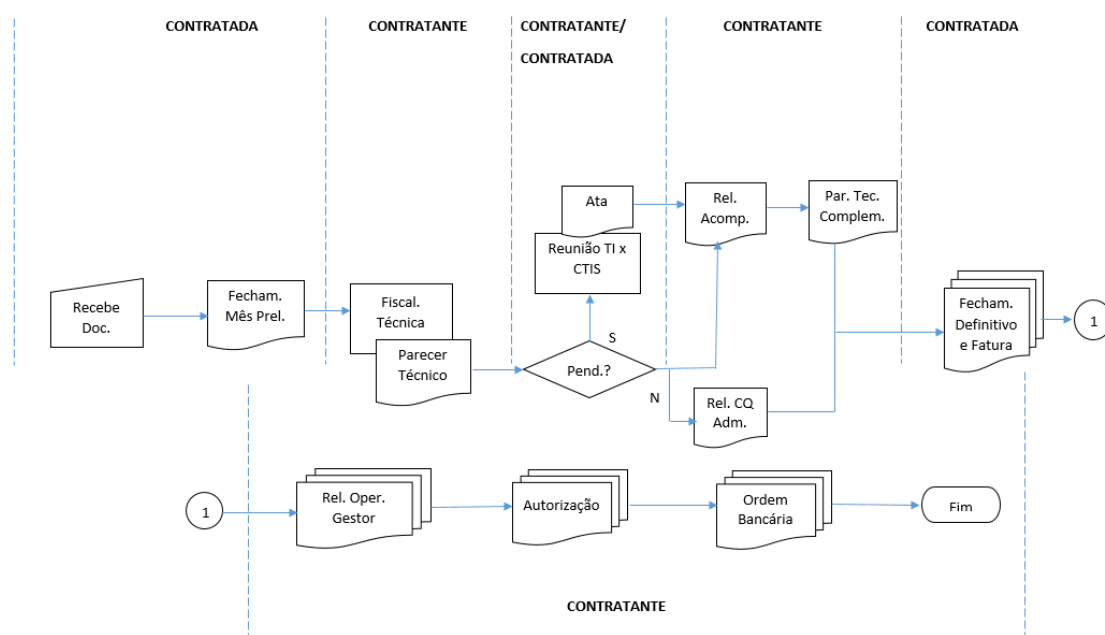 CONTRATADA
CONTRATANTE
CONTRATANTE/
CONTRATADA
CONTRATANTE
CONTRATADA
Recebe
Doc.
Fecham.
Mês Prel.
Fiscal.
Técnica
Parecer
Técnico
Ata
Reunião TI x
CTIS
S
Pend.?
N
Rel.
Acomp.
Par. Tec.
Complem.
Rel. CQ
Adm.
Fecham.
Definitivo
e Fatura
1
1
Rel. Oper.
Gestor
Autorização
Ordem
Bancária
Fim
CONTRATANTE